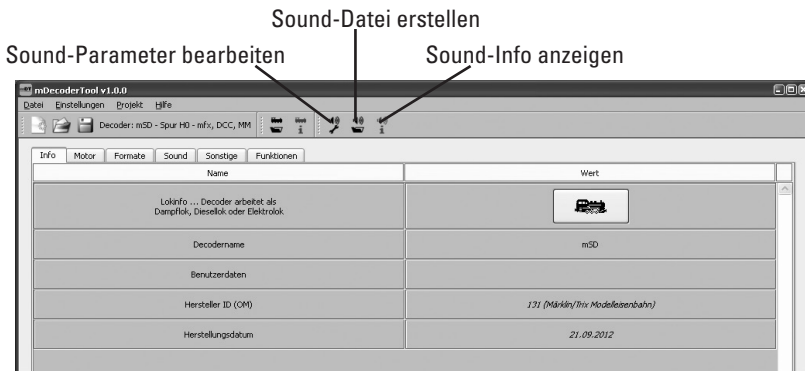 Sound-Datei erstellen
Sound-Parameter bearbeiten
Sound-Info anzeigen
mDecoderTool v1.0.0
Datei Einstellungen Projekt Hilfe
Decoder: mSD - Spur H0 - mfx, DCC, MM
Info Motor Formate Sound Sonstige Funktionen
Name Wert
Lokinfo ... Decoder arbeitet als
Dampflok, Diesellok oder Elektrolok
Decodername mSD
Benutzerdaten
Hersteller ID (OM) 131 (Märklin/Trix Modelleisenbahn)
Herstellungsdatum 21.09.2012